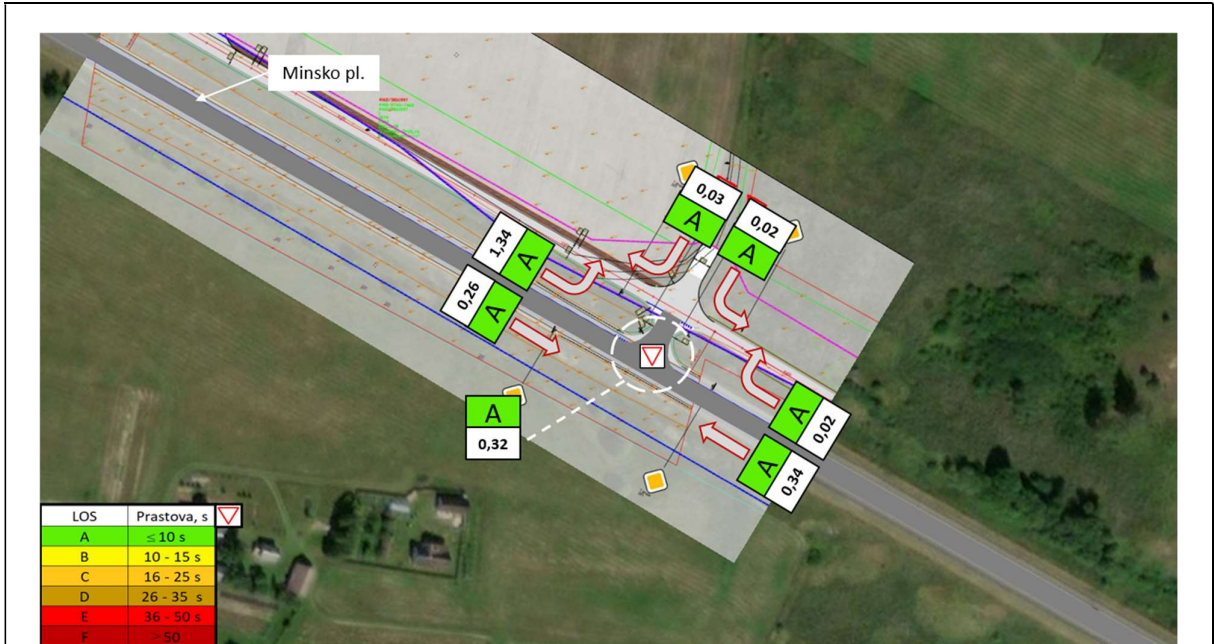 Minsko pl.
0,03
A
0,02
A
1,34
A
0,26
A
A
0,32
A
0,02
A
0,34
LOS Prastova, s
A ≤10 s
B 10 - 15 s
C 16 - 25 s
D 26 - 35 s
E 36 - 50 s
F >50